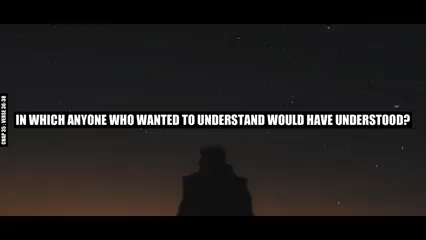 IN WHICH ANYONE WHO WANTED TO UNDERSTAND WOULD HAVE UNDERSTOOD?
CHAP 35 : VERSE 36-38